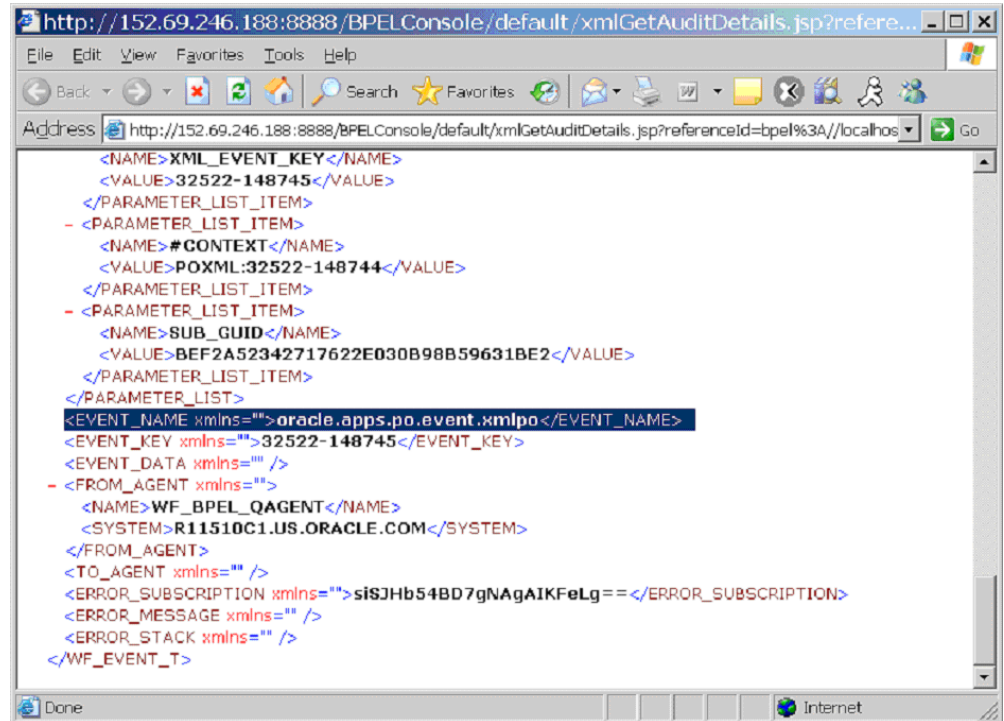 http://152.69.246.188:8888/BPELConsole/default/xmlGetAuditDetails.jsp?refere...
File Edit View Favorites Tools Help
Back Search Favorites
Address http://152.69.246.188:8888/BPELConsole/default/xmlGetAuditDetails.jsp?referenceId=bpel%3A//localhos Go
<NAME>XML_EVENT_KEY</NAME>
<VALUE>32522-148745</VALUE>
</PARAMETER_LIST_ITEM>
- <PARAMETER_LIST_ITEM>
<NAME>#CONTEXT</NAME>
<VALUE>POXML:32522-148744</VALUE>
</PARAMETER_LIST_ITEM>
- <PARAMETER_LIST_ITEM>
<NAME>SUB_GUID</NAME>
<VALUE>BEF2A52342717622E030B98B59631BE2</VALUE>
</PARAMETER_LIST_ITEM>
</PARAMETER_LIST>
<EVENT_NAME xmlns="">oracle.apps.po.event.xmlpo</EVENT_NAME>
<EVENT_KEY xmlns="">32522-148745</EVENT_KEY>
<EVENT_DATA xmlns="" />
- <FROM_AGENT xmlns="">
<NAME>WF_BPEL_QAGENT</NAME>
<SYSTEM>R11510C1.US.ORACLE.COM</SYSTEM>
</FROM_AGENT>
<TO_AGENT xmlns="" />
<ERROR_SUBSCRIPTION xmlns="">siSJHb54BD7gNAgAIKFeLg==</ERROR_SUBSCRIPTION>
<ERROR_MESSAGE xmlns="" />
<ERROR_STACK xmlns="" />
</WF_EVENT_T>
Done Internet